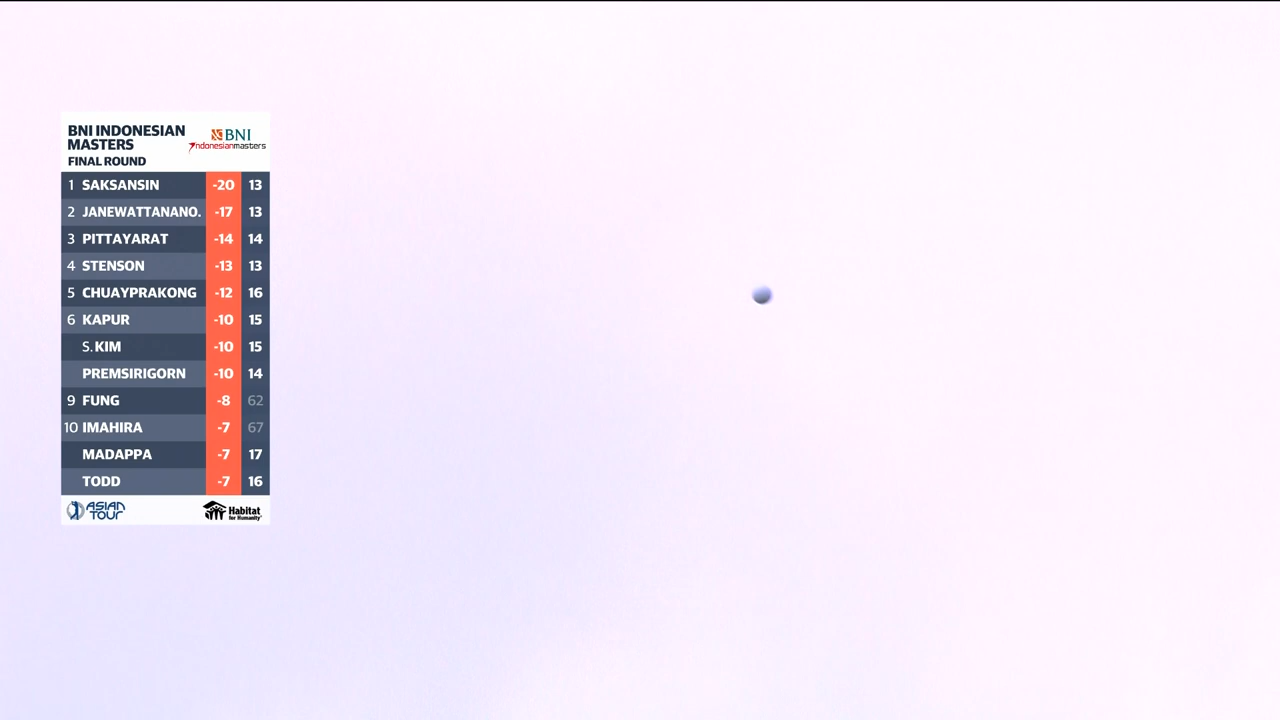 BNI INDONESIAN
MASTERS
FINAL ROUND
BNI
indonesianmasters
1 SAKSANSIN -20 13
2 JANEWATTANANO. -17 13
3 PITTAYARAT -14 14
4 STENSON -13 13
5 CHUAYPRAKONG -12 16
6 KAPUR -10 15
S.KIM -10 15
PREMSIRIGORN -10 14
9 FUNG -8 62
10 IMAHIRA -7 67
MADAPPA -7 17
TODD -7 16
ASIAN
TOUR
Habitat
for Humanity